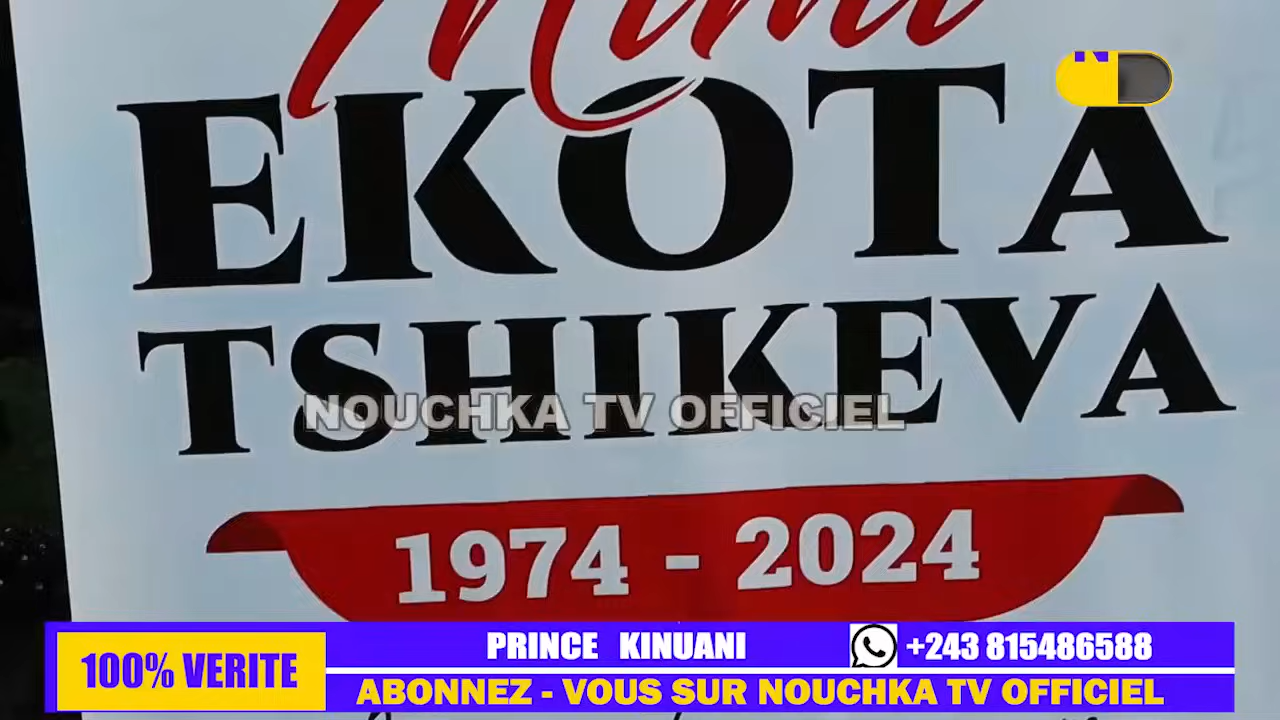 Mimi
EKOTA
TSHIKEVA
NOUCHKA TV OFFICIEL
1974 - 2024
100% VERITE
PRINCE KINUANI
+243 815486588
ABONNEZ - VOUS SUR NOUCHKA TV OFFICIEL